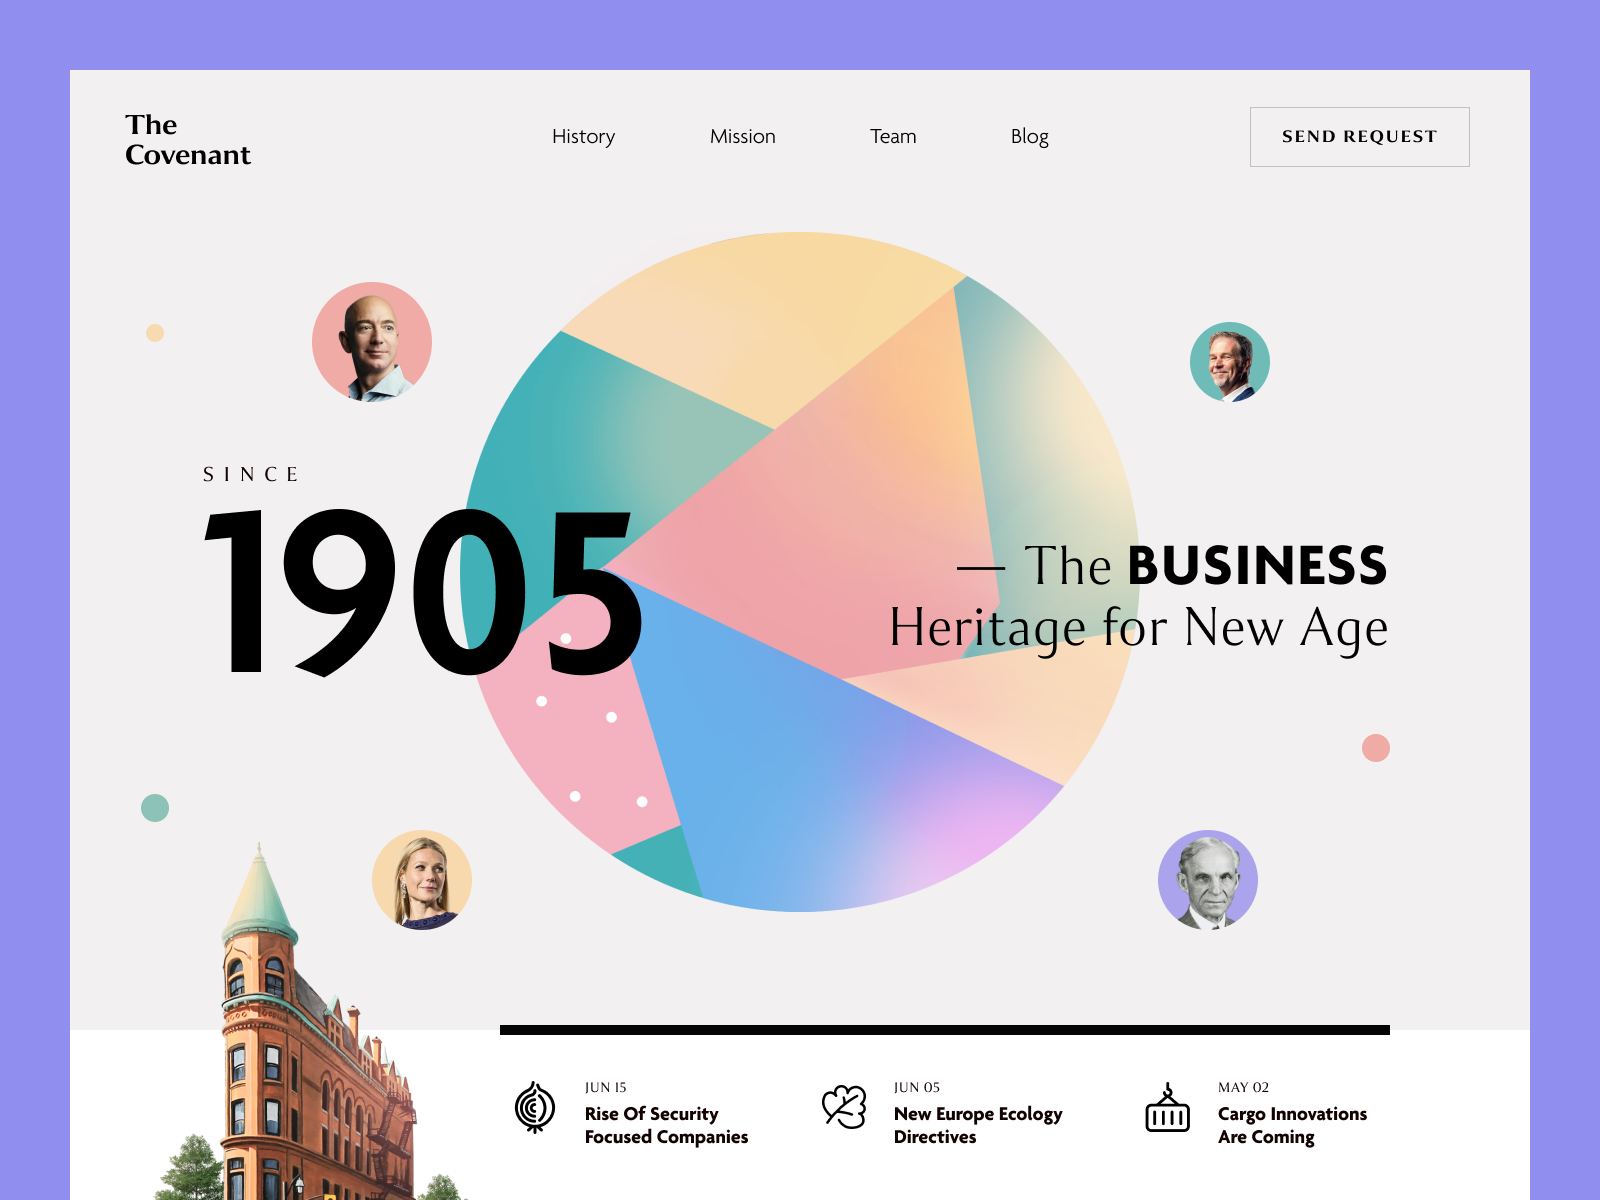 The
Covenant
History
Mission
Team
Blog
SEND REQUEST
SINCE
1905
— The BUSINESS
Heritage for New Age
JUN 15
Rise Of Security
Focused Companies
JUN 05
New Europe Ecology
Directives
MAY 02
Cargo Innovations
Are Coming